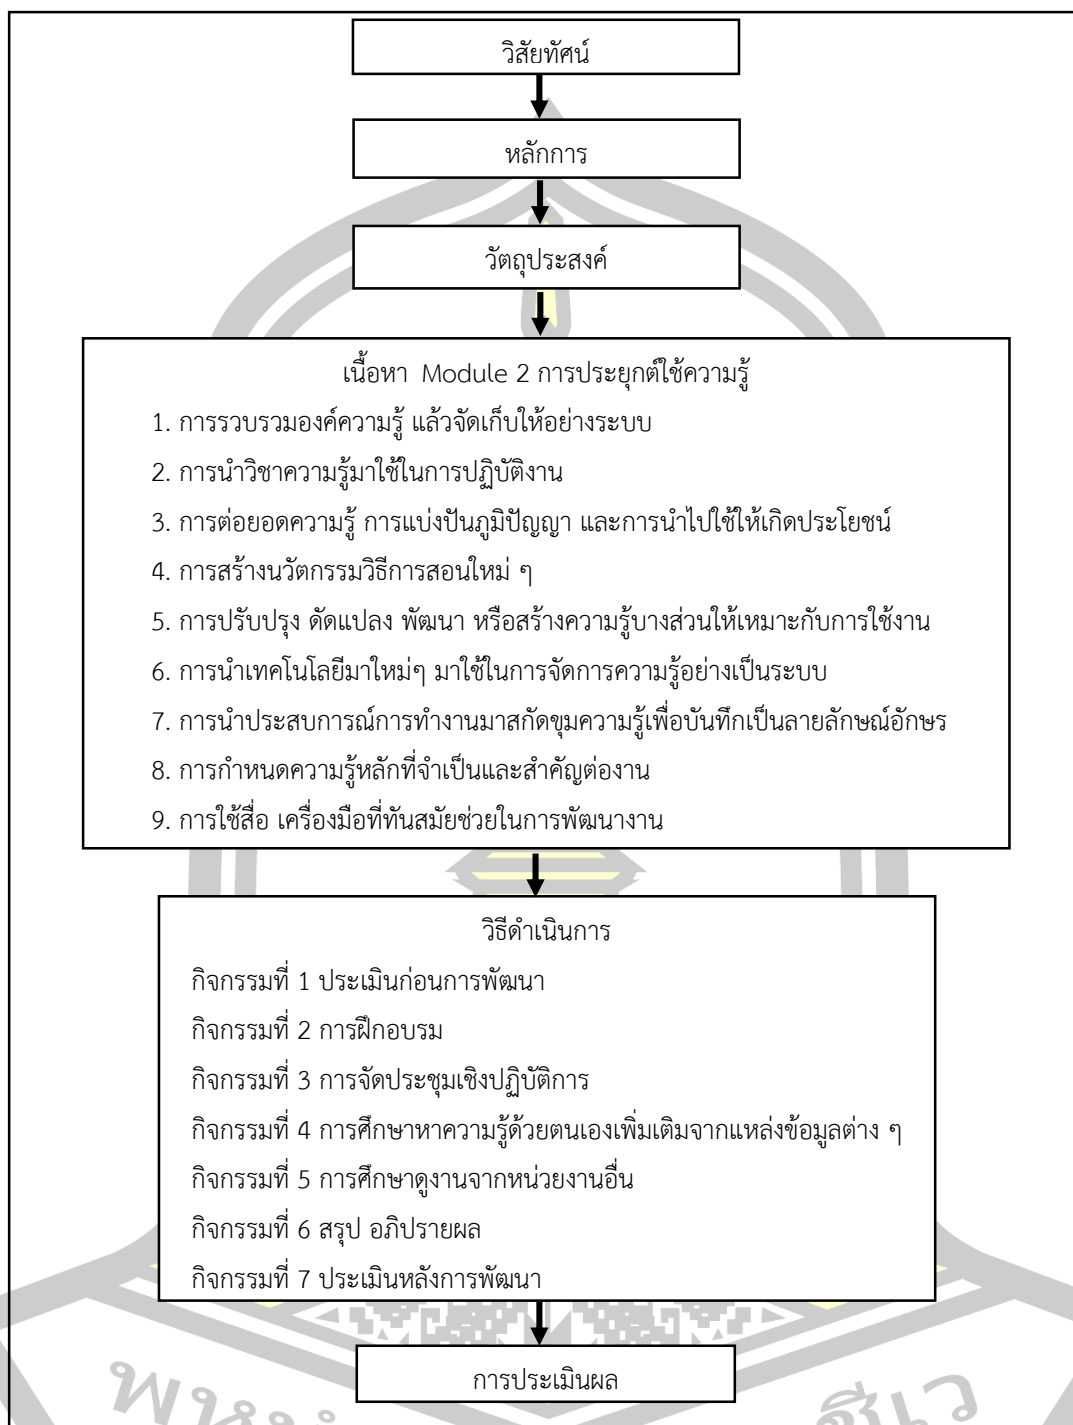 วิสัยทัศน์
หลักการ
วัตถุประสงค์
เนื้อหา  Module 2 การประยุกต์ใช้ความรู้
1. การรวบรวมองค์ความรู้ แล้วจัดเก็บให้อย่างระบบ
2. การนำวิชาความรู้มาใช้ในการปฏิบัติงาน
3. การต่อยอดความรู้ การแบ่งปันภูมิปัญญา และการนำไปใช้ให้เกิดประโยชน์
4. การสร้างนวัตกรรมวิธีการสอนใหม่ ๆ
5. การปรับปรุง ดัดแปลง พัฒนา หรือสร้างความรู้บางส่วนให้เหมาะกับการใช้งาน
6. การนำเทคโนโลยีมาใหม่ๆ มาใช้ในการจัดการความรู้อย่างเป็นระบบ
7. การนำประสบการณ์การทำงานมาสกัดขุมความรู้เพื่อบันทึกเป็นลายลักษณ์อักษร
8. การกำหนดความรู้หลักที่จำเป็นและสำคัญต่องาน
9. การใช้สื่อ เครื่องมือที่ทันสมัยช่วยในการพัฒนางาน
วิธีดำเนินการ
กิจกรรมที่ 1 ประเมินก่อนการพัฒนา
กิจกรรมที่ 2 การฝึกอบรม
กิจกรรมที่ 3 การจัดประชุมเชิงปฏิบัติการ
กิจกรรมที่ 4 การศึกษาหาความรู้ด้วยตนเองเพิ่มเติมจากแหล่งข้อมูลต่าง ๆ
กิจกรรมที่ 5 การศึกษาดูงานจากหน่วยงานอื่น
กิจกรรมที่ 6 สรุป อภิปรายผล
กิจกรรมที่ 7 ประเมินหลังการพัฒนา
การประเมินผล